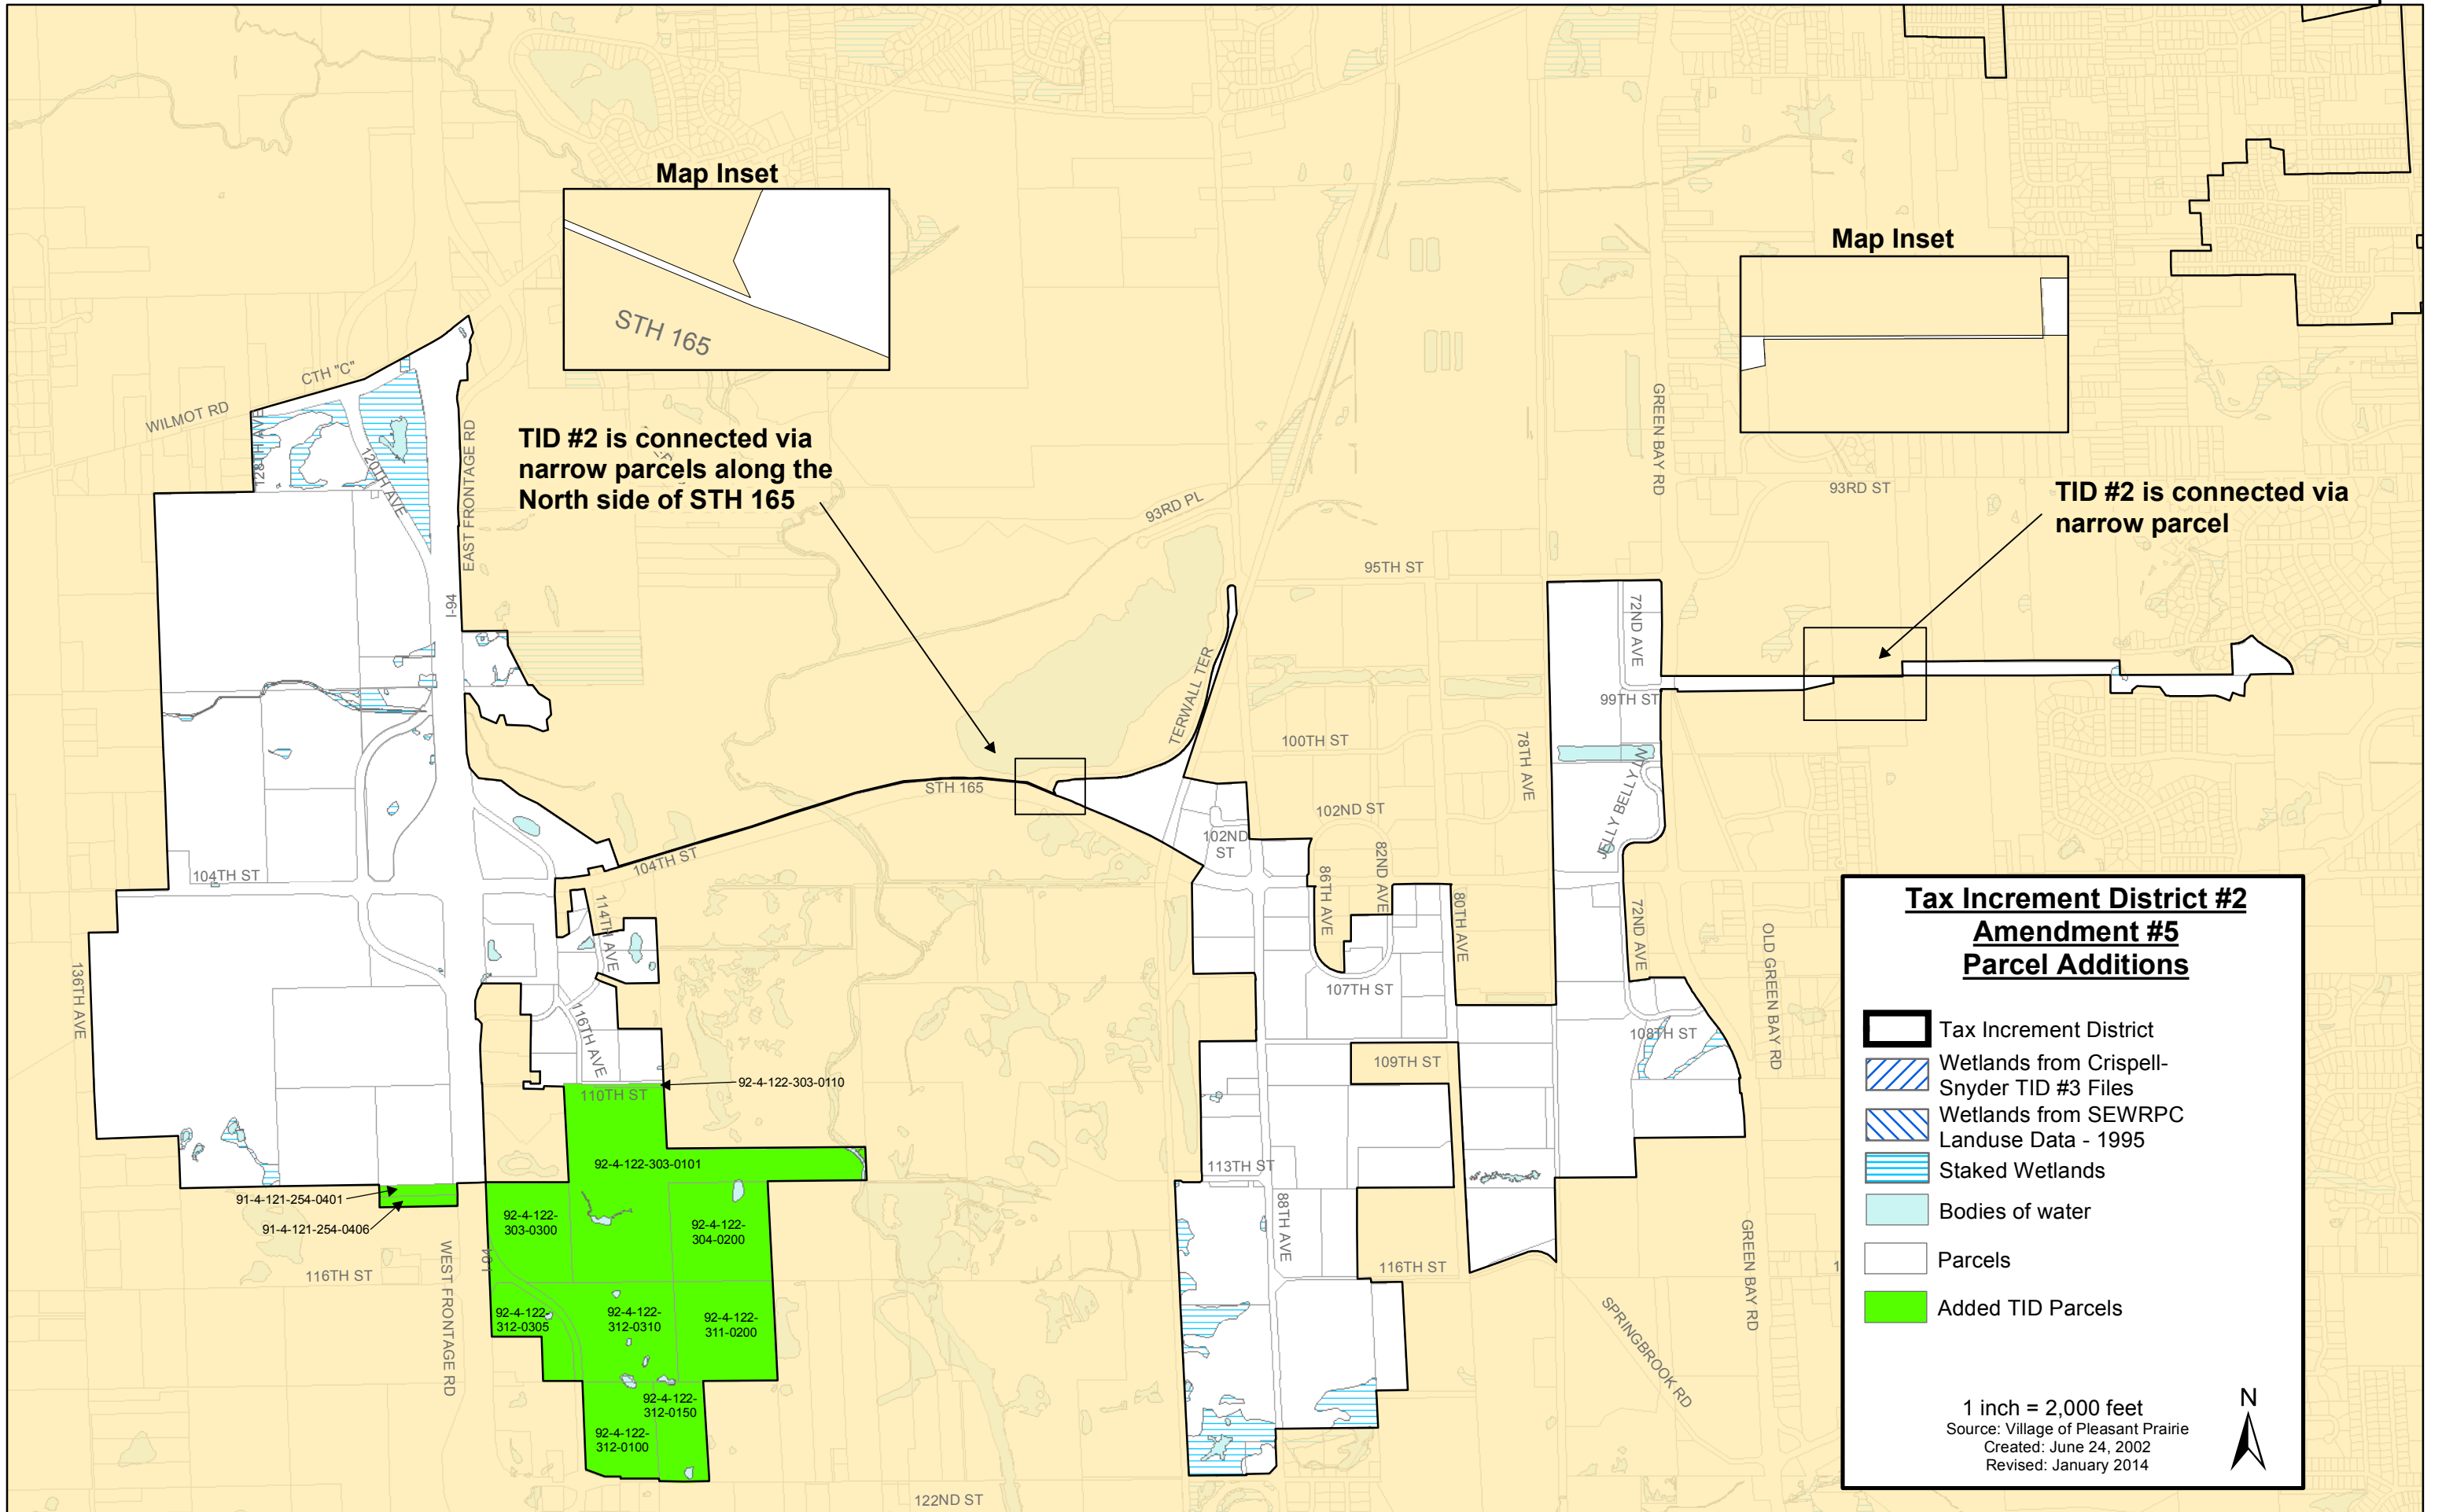 Map Inset
STH 165
Map Inset
CTH "C"
WILMOT RD
128TH AVE
120TH AVE
EAST FRONTAGE RD
I-94
TID #2 is connected via
narrow parcels along the
North side of STH 165
93RD PL
GREEN BAY RD
93RD ST
TID #2 is connected via
narrow parcel
95TH ST
72ND AVE
99TH ST
TERWALL TER
100TH ST
78TH AVE
STH 165
102ND ST
102ND
ST
JELLY BELLY LN
104TH ST
104TH ST
86TH AVE
82ND AVE
80TH AVE
72ND AVE
114TH AVE
136TH AVE
107TH ST
OLD GREEN BAY RD
116TH AVE
108TH ST
109TH ST
92-4-122-303-0110
110TH ST
92-4-122-303-0101
113TH ST
91-4-121-254-0401
91-4-121-254-0406
92-4-122-
303-0300
92-4-122-
304-0200
88TH AVE
WEST FRONTAGE RD
116TH ST
116TH ST
GREEN BAY RD
92-4-122-
312-0305
92-4-122-
312-0310
92-4-122-
311-0200
SPRINGBROOK RD
92-4-122-
312-0150
92-4-122-
312-0100
122ND ST
Tax Increment District #2
Amendment #5
Parcel Additions
Tax Increment District
Wetlands from Crispell-
Snyder TID #3 Files
Wetlands from SEWRPC
Landuse Data - 1995
Staked Wetlands
Bodies of water
Parcels
Added TID Parcels
1 inch = 2,000 feet
Source: Village of Pleasant Prairie
Created: June 24, 2002
Revised: January 2014
N